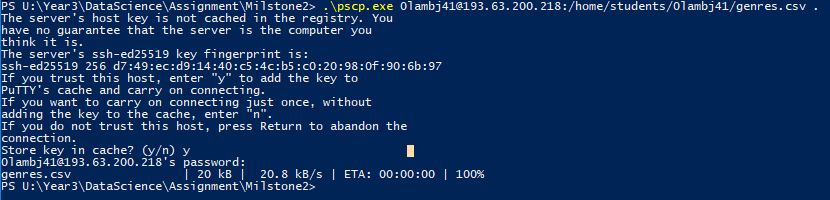 PS U:\Year3\DataScience\Assignment\Milstone2> .\pscp.exe 0lambj41@193.63.200.218:/home/students/0lambj41/genres.csv .
The server's host key is not cached in the registry. You
have no guarantee that the server is the computer you
think it is.
The server's ssh-ed25519 key fingerprint is:
ssh-ed25519 256 d7:49:ec:d9:14:40:c5:4c:b5:c0:20:98:0f:90:6b:97
If you trust this host, enter "y" to add the key to
PuTTY's cache and carry on connecting.
If you want to carry on connecting just once, without
adding the key to the cache, enter "n".
If you do not trust this host, press Return to abandon the
connection.
Store key in cache? (y/n) y
0lambj41@193.63.200.218's password:
genres.csv | 20 kB | 20.8 kB/s | ETA: 00:00:00 | 100%
PS U:\Year3\DataScience\Assignment\Milstone2>